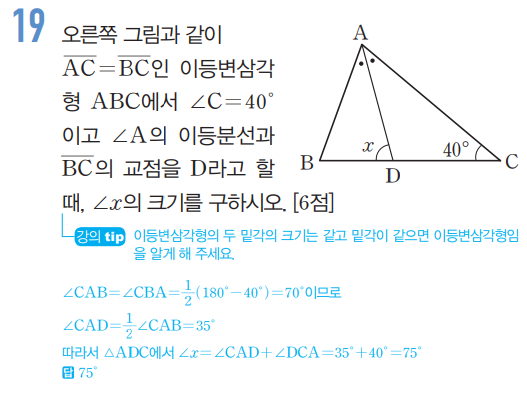 19 오른쪽 그림과 같이
AC=BC인 이등변삼각
형 ABC에서 ∠C=40°
이고 ∠A의 이등분선과
BC의 교점을 D라고 할
때, ∠x의 크기를 구하시오. [6점]
A
B
x
40°
C
D
강의 tip 이등변삼각형의 두 밑각의 크기는 같고 밑각이 같으면 이등변삼각형임
을 알게 해 주세요.
∠CAB=∠CBA=1/2(180°-40°)=70°이므로
∠CAD=1/2∠CAB=35°
따라서 △ADC에서 ∠x=∠CAD+∠DCA=35°+40°=75°
답 75°